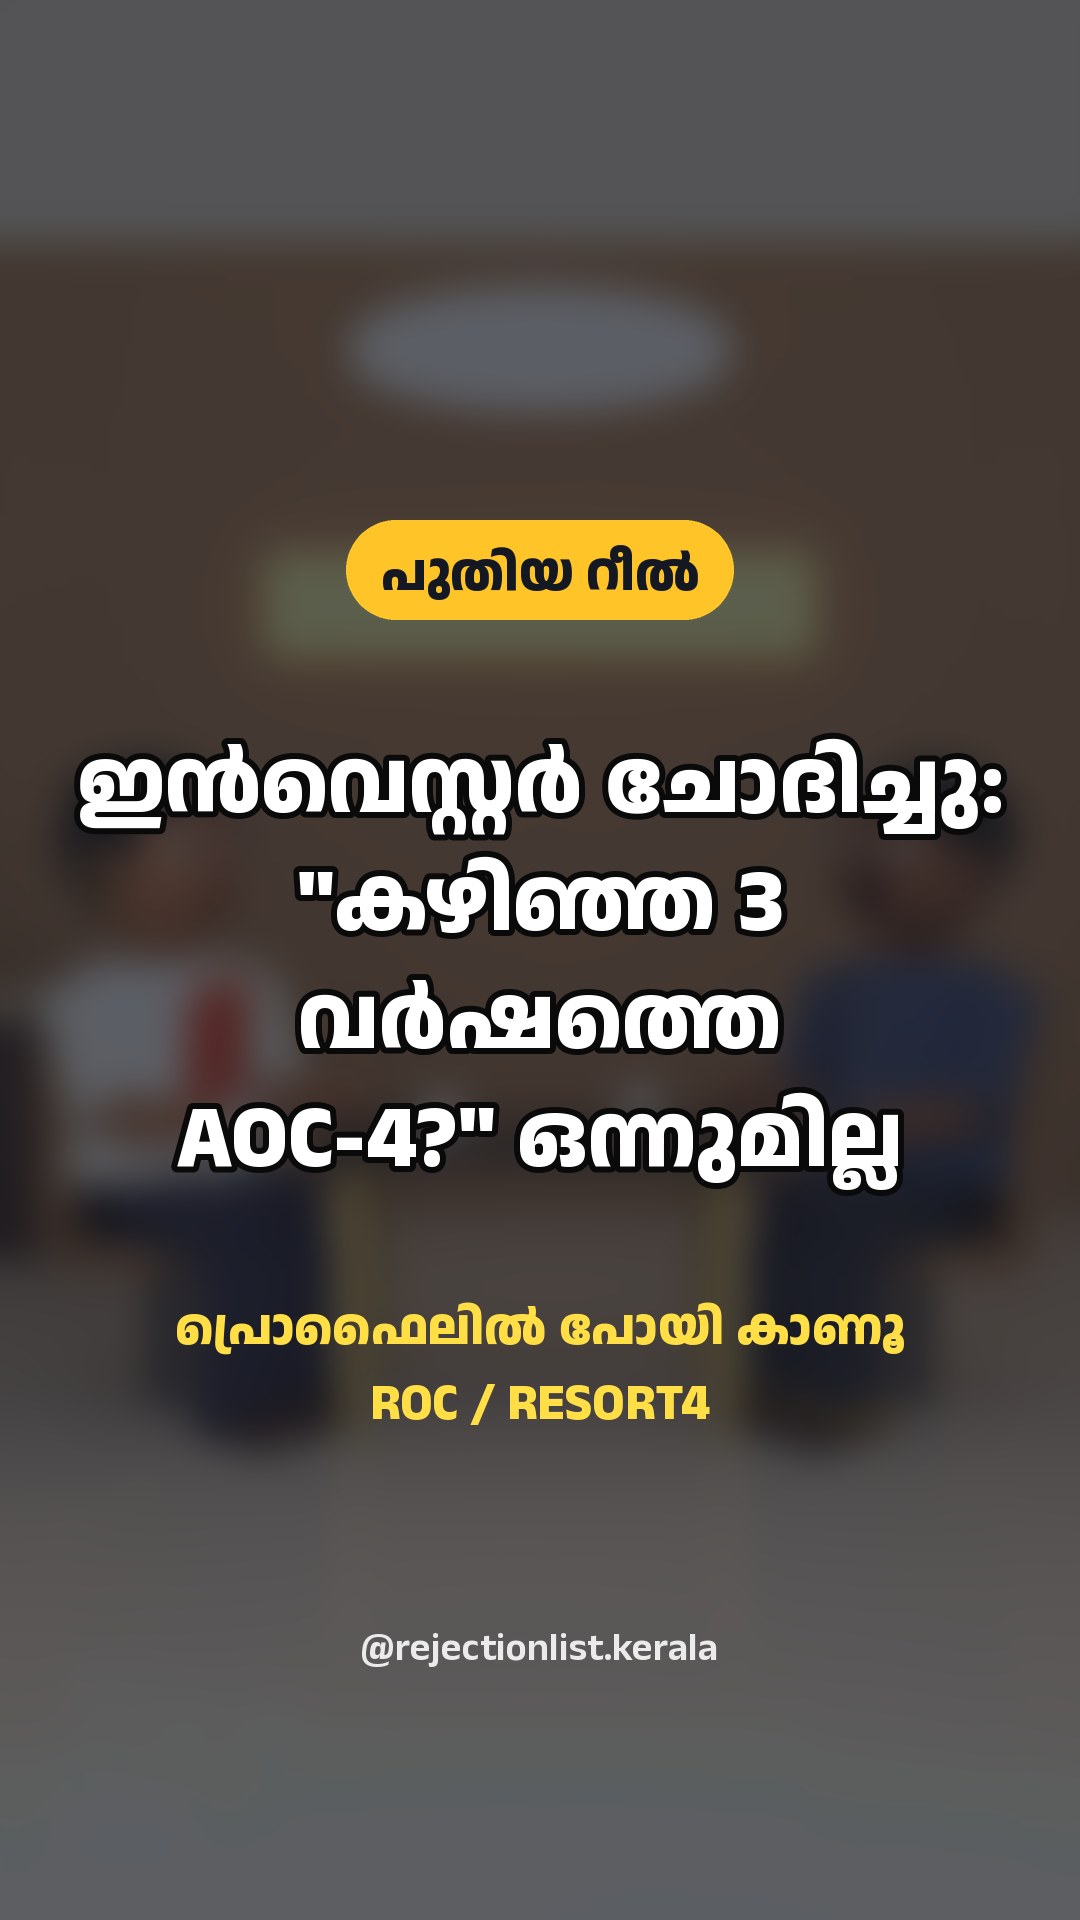 പുതിയ റീൽ
ഇൻവെസ്റ്റർ ചോദിച്ചു:
"കഴിഞ്ഞ 3
വർഷത്തെ
AOC-4?" ഒന്നുമില്ല
പ്രൊഫൈലിൽ പോയി കാണൂ
ROC / RESORT4
@rejectionlist.kerala